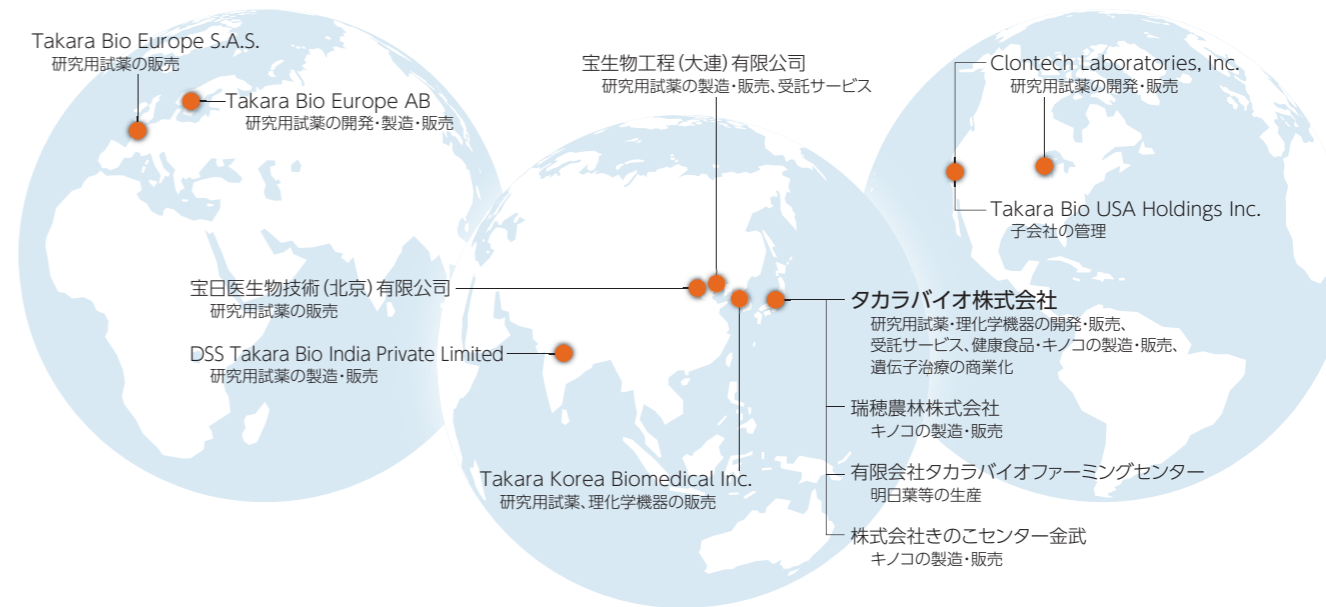 Takara Bio Europe S.A.S.
研究用試薬の販売
Takara Bio Europe AB
研究用試薬の開発・製造・販売
宝生物工程(大連)有限公司
研究用試薬の製造・販売、受託サービス
Clontech Laboratories, Inc.
研究用試薬の開発・販売
Takara Bio USA Holdings Inc.
子会社の管理
宝日医生物技術(北京)有限公司
研究用試薬の販売
DSS Takara Bio India Private Limited
研究用試薬の製造・販売
Takara Korea Biomedical Inc.
研究用試薬、理化学機器の販売
タカラバイオ株式会社
研究用試薬・理化学機器の開発・販売、
受託サービス、健康食品・キノコの製造・販売、
遺伝子治療の商業化
瑞穂農林株式会社
キノコの製造・販売
有限会社タカラバイオファーミングセンター
明日葉等の生産
株式会社きのこセンター金武
キノコの製造・販売